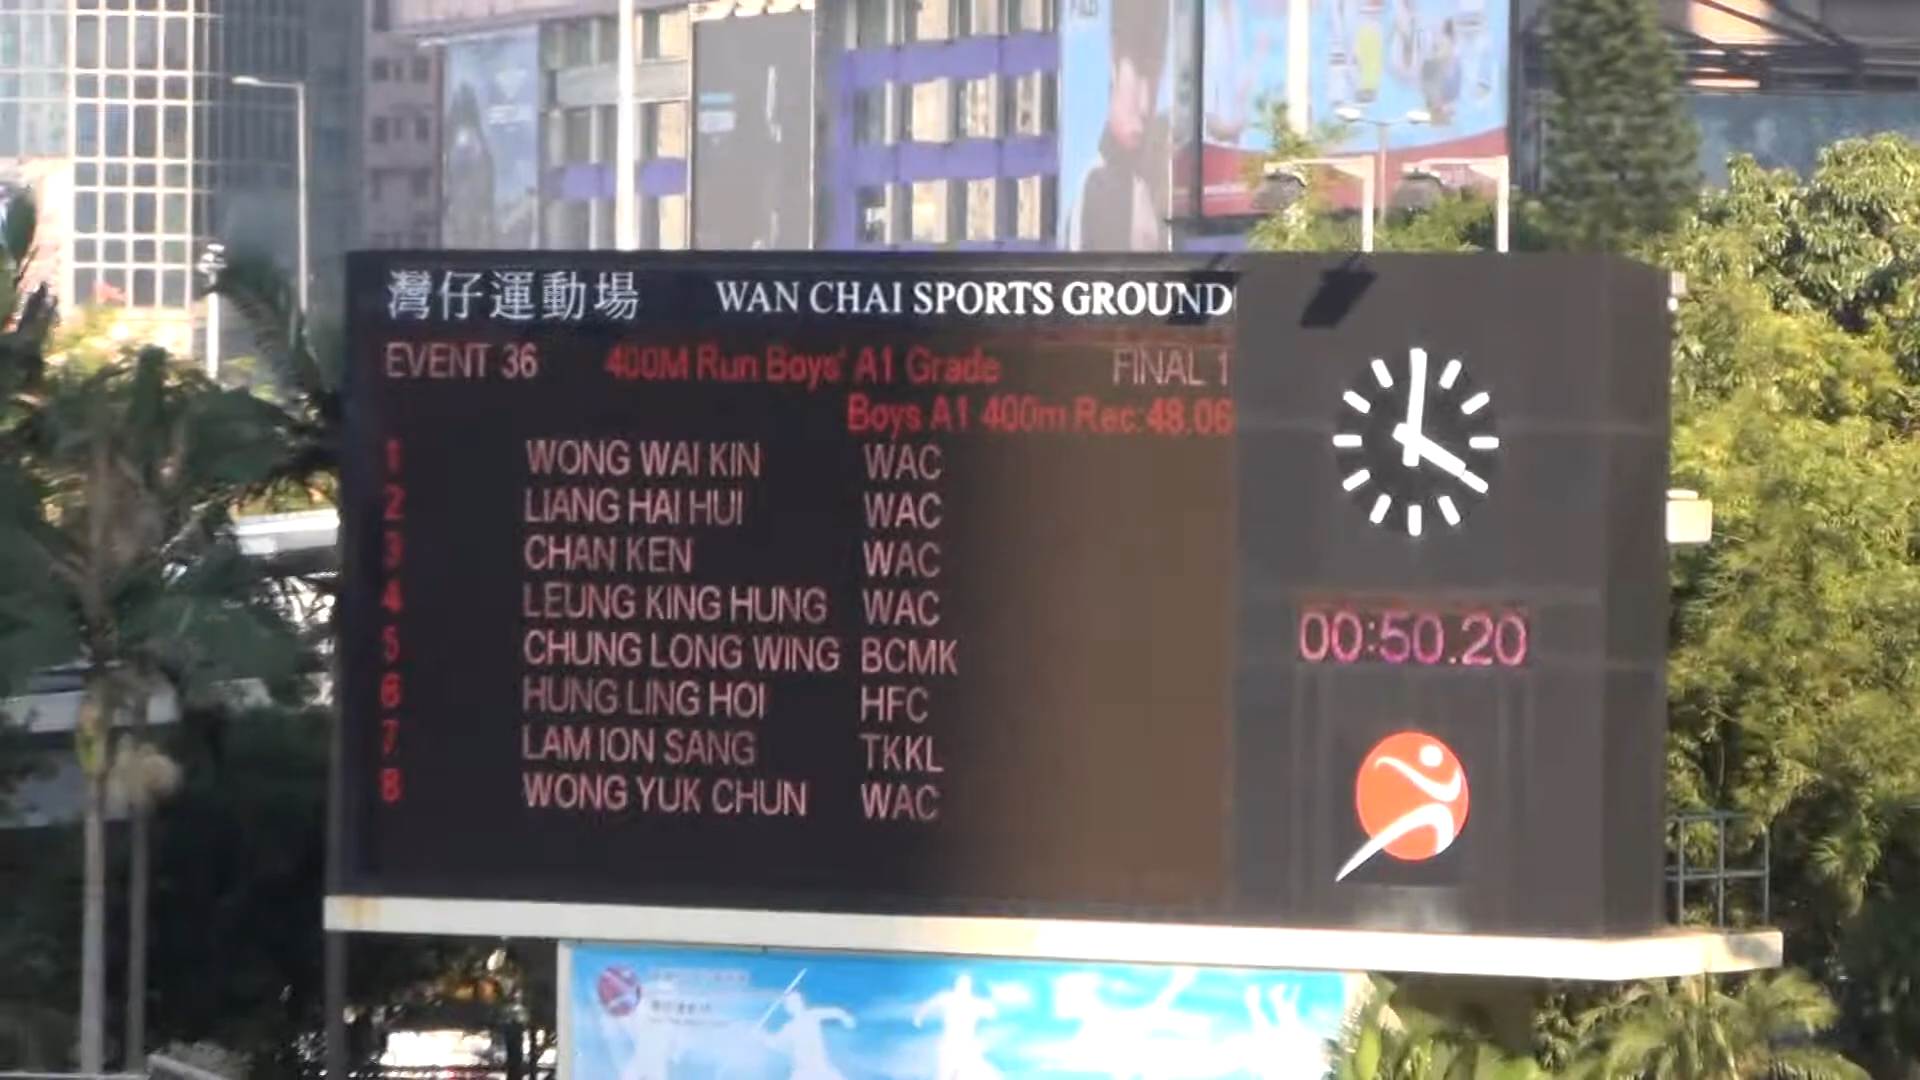 灣仔運動場 WAN CHAI SPORTS GROUND
EVENT 36 400M Run Boys' A1 Grade FINAL 1
Boys A1 400m Rec:48.06
1 WONG WAI KIN WAC
2 LIANG HAI HUI WAC
3 CHAN KEN WAC
4 LEUNG KING HUNG WAC
5 CHUNG LONG WING BCMK
6 HUNG LING HOI HFC
7 LAM ION SANG TKKL
8 WONG YUK CHUN WAC
00:50.20